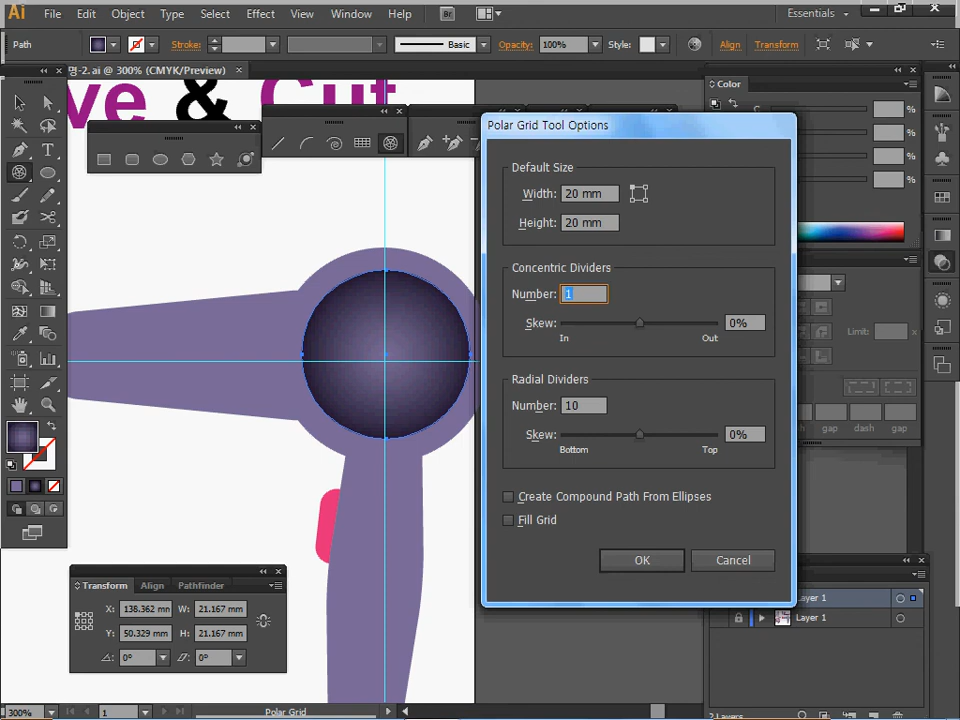 Ai File Edit Object Type Select Effect View Window Help Br Essentials
Path Stroke: Basic Opacity: 100% Style: Align Transform
명-2.ai @ 300% (CMYK/Preview) ×
ve & Cut
Color
C %
%
%
%
Polar Grid Tool Options
Default Size
Width: 20 mm
Height: 20 mm
Concentric Dividers
Number: 1
Skew: 0%
In Out
Radial Dividers
Number: 10
Skew: 0%
Bottom Top
Create Compound Path From Ellipses
Fill Grid
OK Cancel
Limit: x
gap dash gap
Transform Align Pathfinder
X: 138.362 mm W: 21.167 mm
Y: 50.329 mm H: 21.167 mm
0° 0°
Layer 1
Layer 1
2 Layers
300% 1 Polar Grid